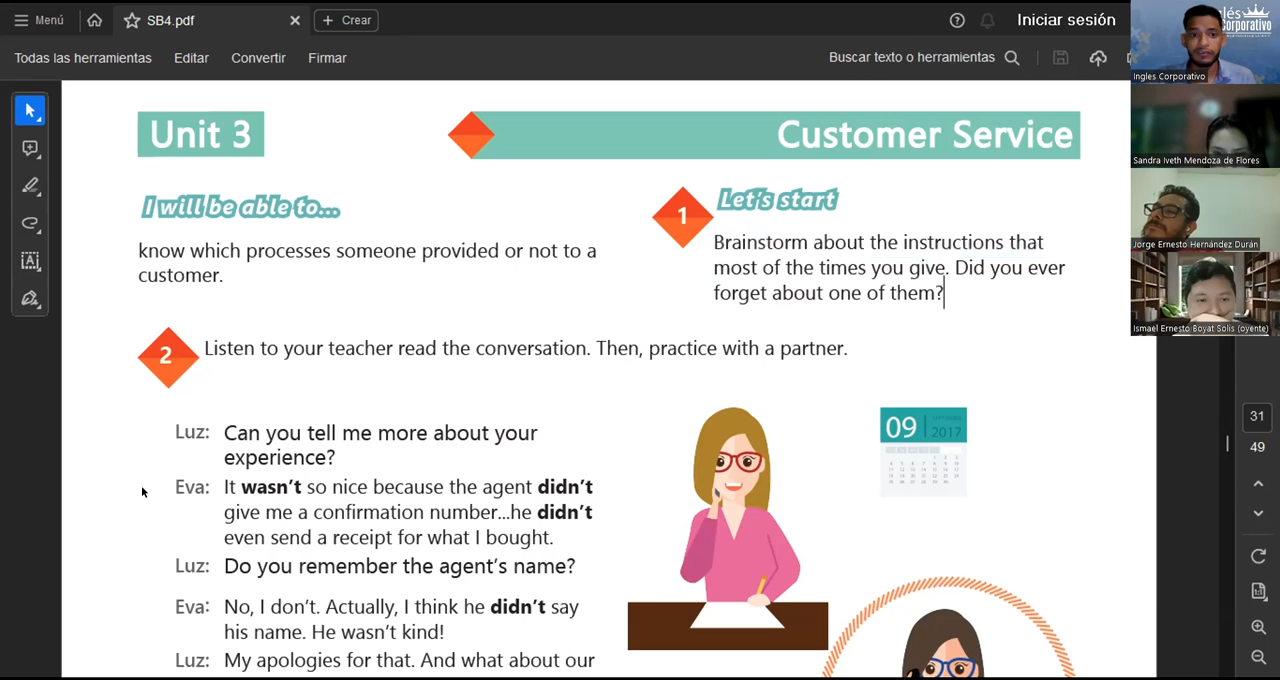 Menú
SB4.pdf
Crear
Iniciar sesión
Todas las herramientas
Editar
Convertir
Firmar
Buscar texto o herramientas
Unit 3
Customer Service
I will be able to...
know which processes someone provided or not to a
customer.
1
Let's start
Brainstorm about the instructions that
most of the times you give. Did you ever
forget about one of them?
2
Listen to your teacher read the conversation. Then, practice with a partner.
Luz: Can you tell me more about your
experience?
Eva: It wasn't so nice because the agent didn't
give me a confirmation number...he didn't
even send a receipt for what I bought.
Luz: Do you remember the agent's name?
Eva: No, I don't. Actually, I think he didn't say
his name. He wasn't kind!
Luz: My apologies for that. And what about our
09
2017
glés
Corporativo
Ingles Corporativo
Sandra Iveth Mendoza de Flores
Jorge Ernesto Hernández Durán
Ismael Ernesto Boyat Solis (oyente)
31
49